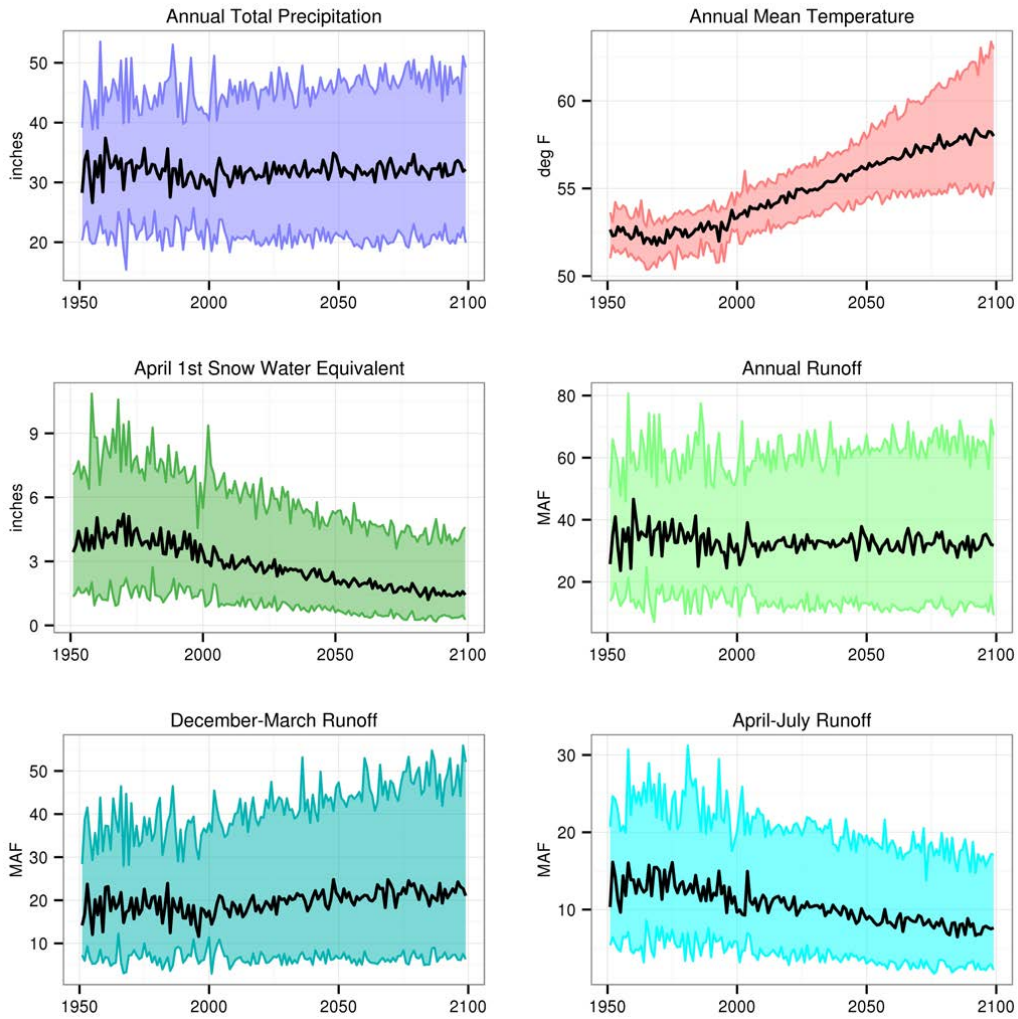 Annual Total Precipitation
inches
50
40
30
20
1950 2000 2050 2100
Annual Mean Temperature
deg F
60
55
50
1950 2000 2050 2100
April 1st Snow Water Equivalent
inches
9
6
3
0
1950 2000 2050 2100
Annual Runoff
MAF
80
60
40
20
1950 2000 2050 2100
December-March Runoff
MAF
50
40
30
20
10
1950 2000 2050 2100
April-July Runoff
MAF
30
20
10
1950 2000 2050 2100